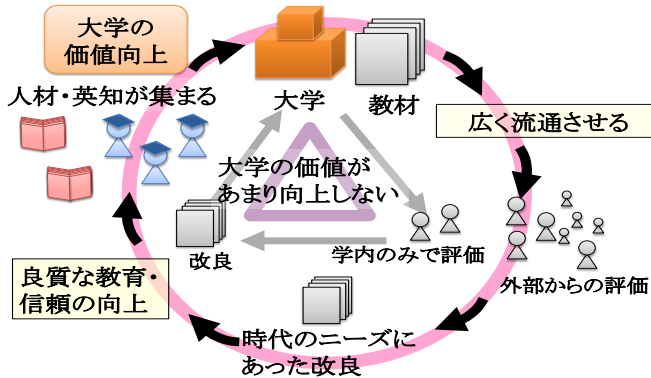 大学の
価値向上
人材・英知が集まる
大学
教材
広く流通させる
大学の価値が
あまり向上しない
改良
学内のみで評価
外部からの評価
良質な教育・
信頼の向上
時代のニーズに
あった改良